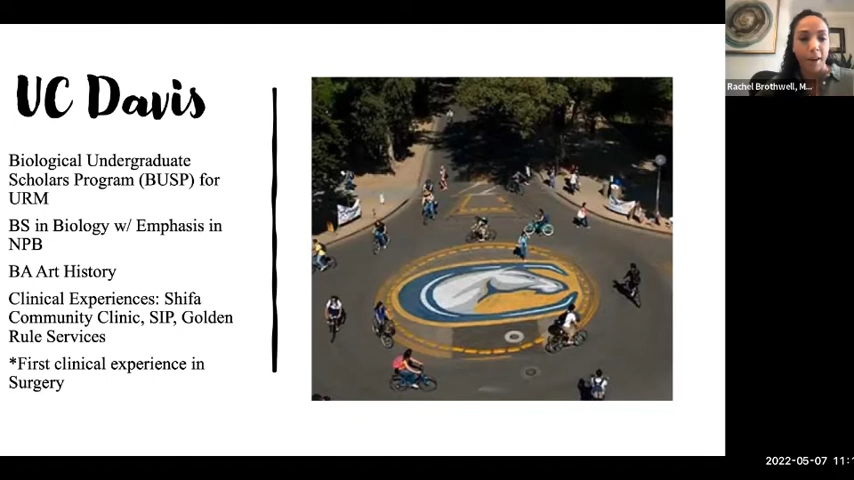 UC Davis
Biological Undergraduate
Scholars Program (BUSP) for
URM
BS in Biology w/ Emphasis in
NPB
BA Art History
Clinical Experiences: Shifa
Community Clinic, SIP, Golden
Rule Services
*First clinical experience in
Surgery
Rachel Brothwell, M...
2022-05-07 11:1